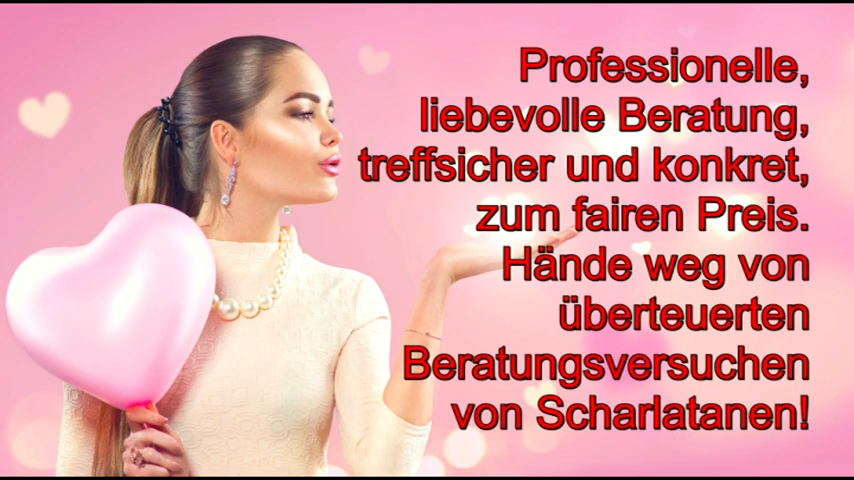 Professionelle,
liebevolle Beratung,
treffsicher und konkret,
zum fairen Preis.
Hände weg von
überteuerten
Beratungsversuchen
von Scharlatanen!